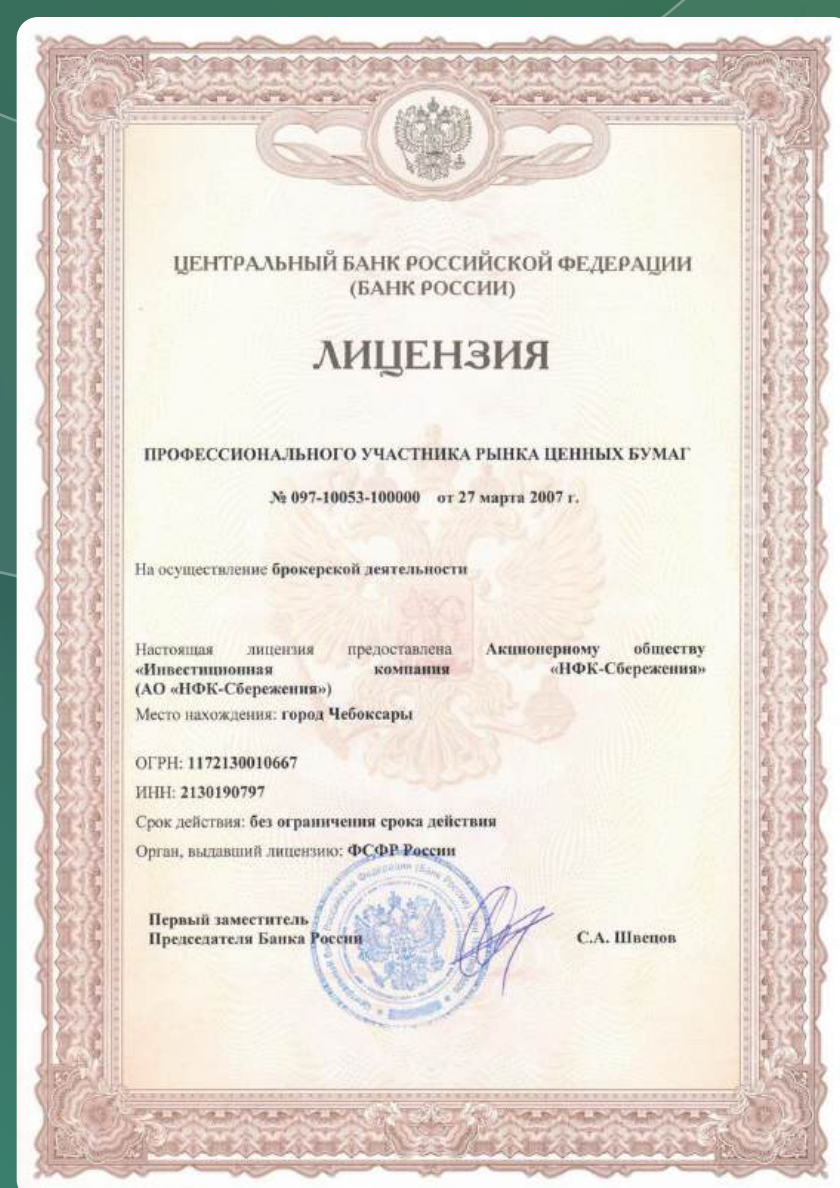 ЦЕНТРАЛЬНЫЙ БАНК РОССИЙСКОЙ ФЕДЕРАЦИИ
(БАНК РОССИИ)
ЛИЦЕНЗИЯ
ПРОФЕССИОНАЛЬНОГО УЧАСТНИКА РЫНКА ЦЕННЫХ БУМАГ
№ 097-10053-100000 от 27 марта 2007 г.
На осуществление брокерской деятельности
Настоящая лицензия предоставлена Акционерному обществу
«Инвестиционная компания «НФК-Сбережения»
(АО «НФК-Сбережения»)
Место нахождения: город Чебоксары
ОГРН: 1172130010667
ИНН: 2130190797
Срок действия: без ограничения срока действия
Орган, выдавший лицензию: ФСФР России
Первый заместитель
Председателя Банка России
С.А. Швецов